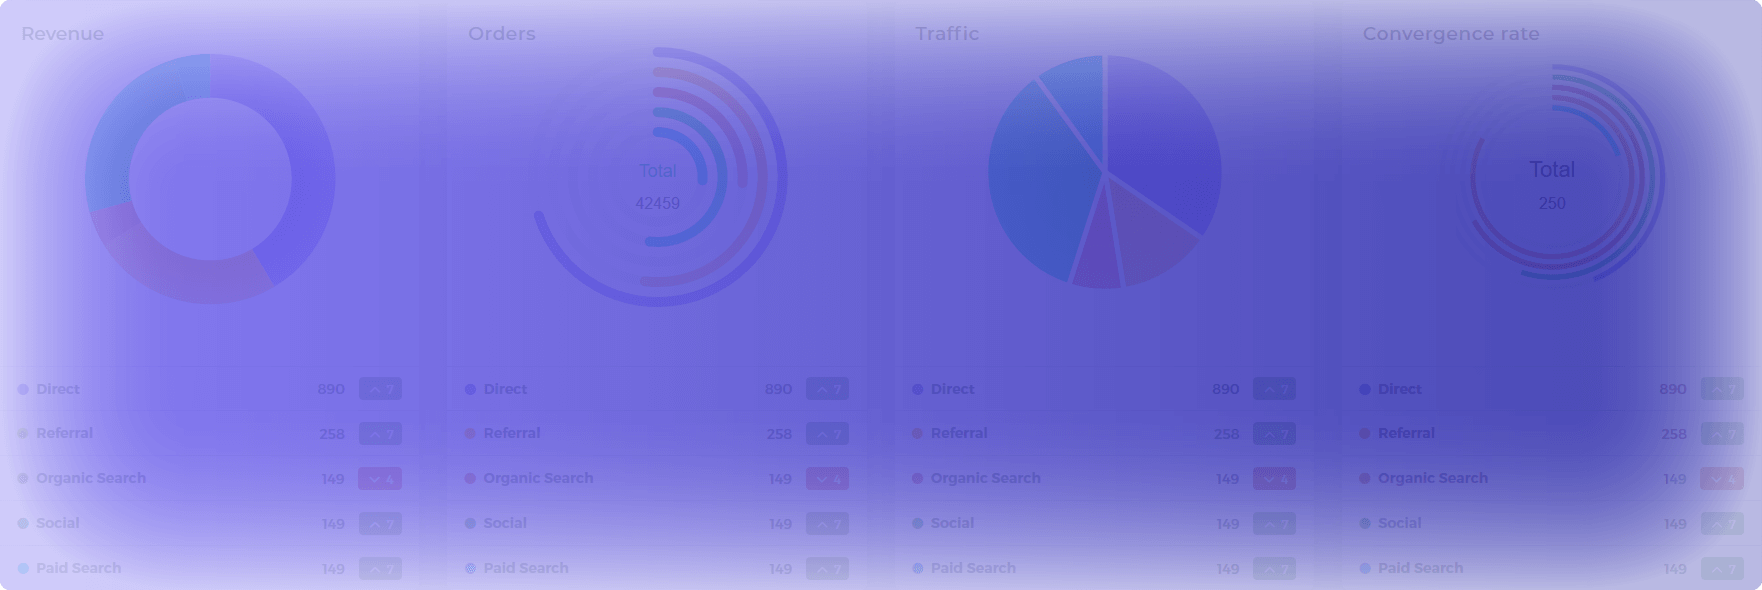 Revenue
Orders
Traffic
Convergence rate
Total
42459
Total
250
Direct 890 7
Referral 258 7
Organic Search 149 4
Social 149 7
Paid Search 149 7
Direct 890 7
Referral 258 7
Organic Search 149 4
Social 149 7
Paid Search 149 7
Direct 890 7
Referral 258 7
Organic Search 149 4
Social 149 7
Paid Search 149 7
Direct 890 7
Referral 258 7
Organic Search 149 4
Social 149 7
Paid Search 149 7